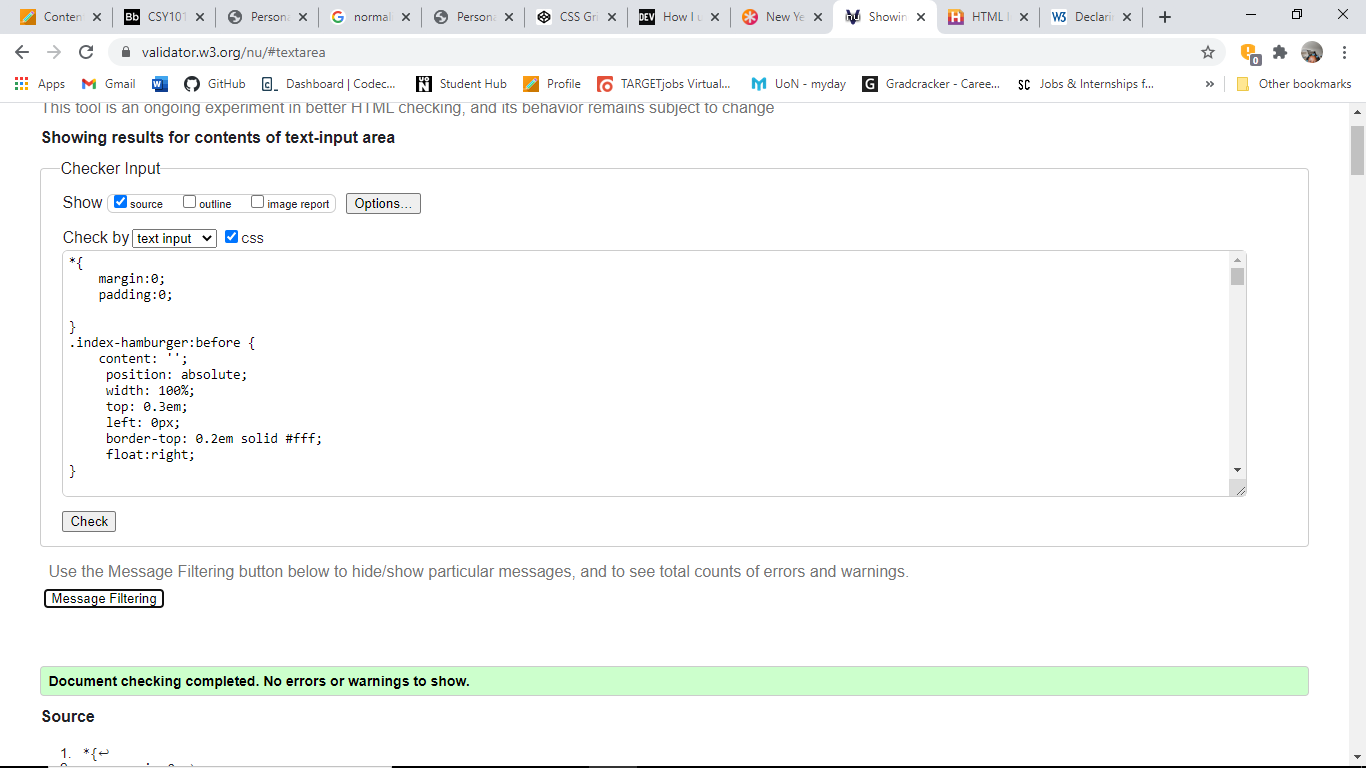 Conten
CSY101
Persona
normal
Persona
CSS Gri
DEV
How I u
New Ye
Showin
HTML
W3
Declari
validator.w3.org/nu/#textarea
0
Apps
Gmail
GitHub
Dashboard | Codec...
Student Hub
Profile
TARGETjobs Virtual...
UoN - myday
Gradcracker - Caree...
SC
Jobs & Internships f...
»
Other bookmarks
This tool is an ongoing experiment in better HTML checking, and its behavior remains subject to change
Showing results for contents of text-input area
Checker Input
Show source outline image report Options...
Check by text input css
*{
margin:0;
padding:0;
}
.index-hamburger:before {
content: '';
position: absolute;
width: 100%;
top: 0.3em;
left: 0px;
border-top: 0.2em solid #fff;
float:right;
}
Check
Use the Message Filtering button below to hide/show particular messages, and to see total counts of errors and warnings.
Message Filtering
Document checking completed. No errors or warnings to show.
Source
1. *{↩